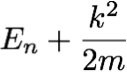 $E_n + \frac{k^2}{2m}$